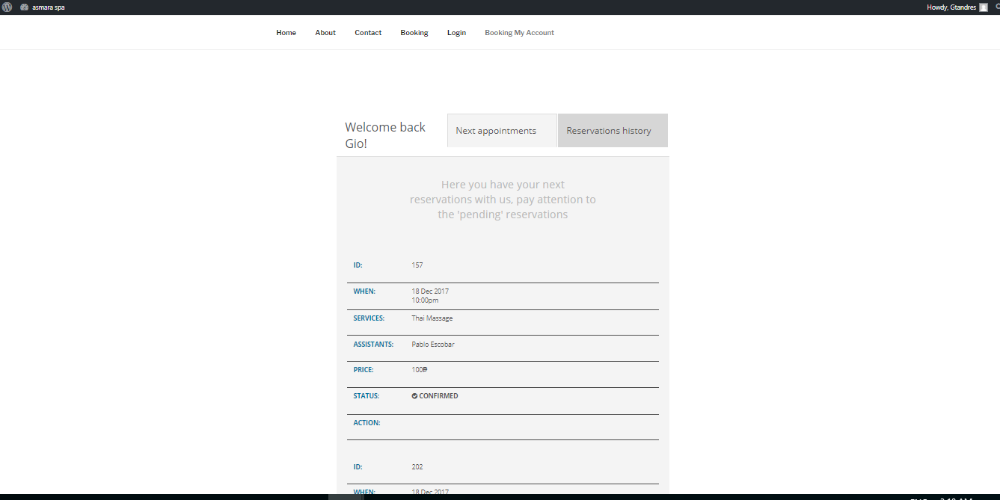 asmara spa
Howdy, Gtandres
Home About Contact Booking Login Booking My Account
Welcome back
Gio!
Next appointments
Reservations history
Here you have your next
reservations with us, pay attention to
the 'pending' reservations
ID: 157
WHEN: 18 Dec 2017
10:00pm
SERVICES: Thai Massage
ASSISTANTS: Pablo Escobar
PRICE: 100₱
STATUS: CONFIRMED
ACTION:
ID: 202
WHEN: 18 Dec 2017